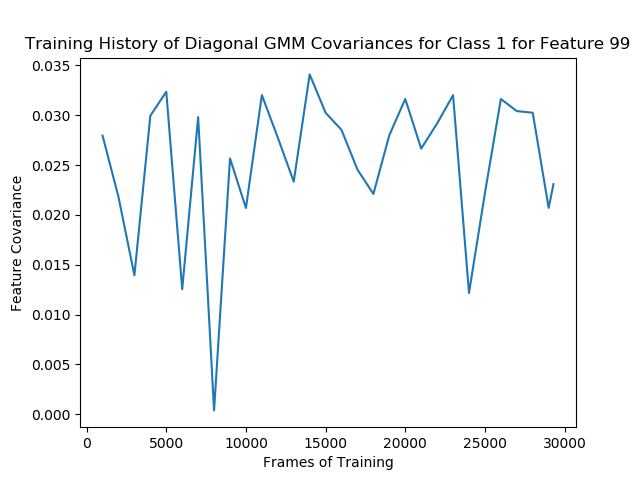 Training History of Diagonal GMM Covariances for Class 1 for Feature 99
0.035
0.030
0.025
0.020
0.015
0.010
0.005
0.000
Feature Covariance
0 5000 10000 15000 20000 25000 30000
Frames of Training